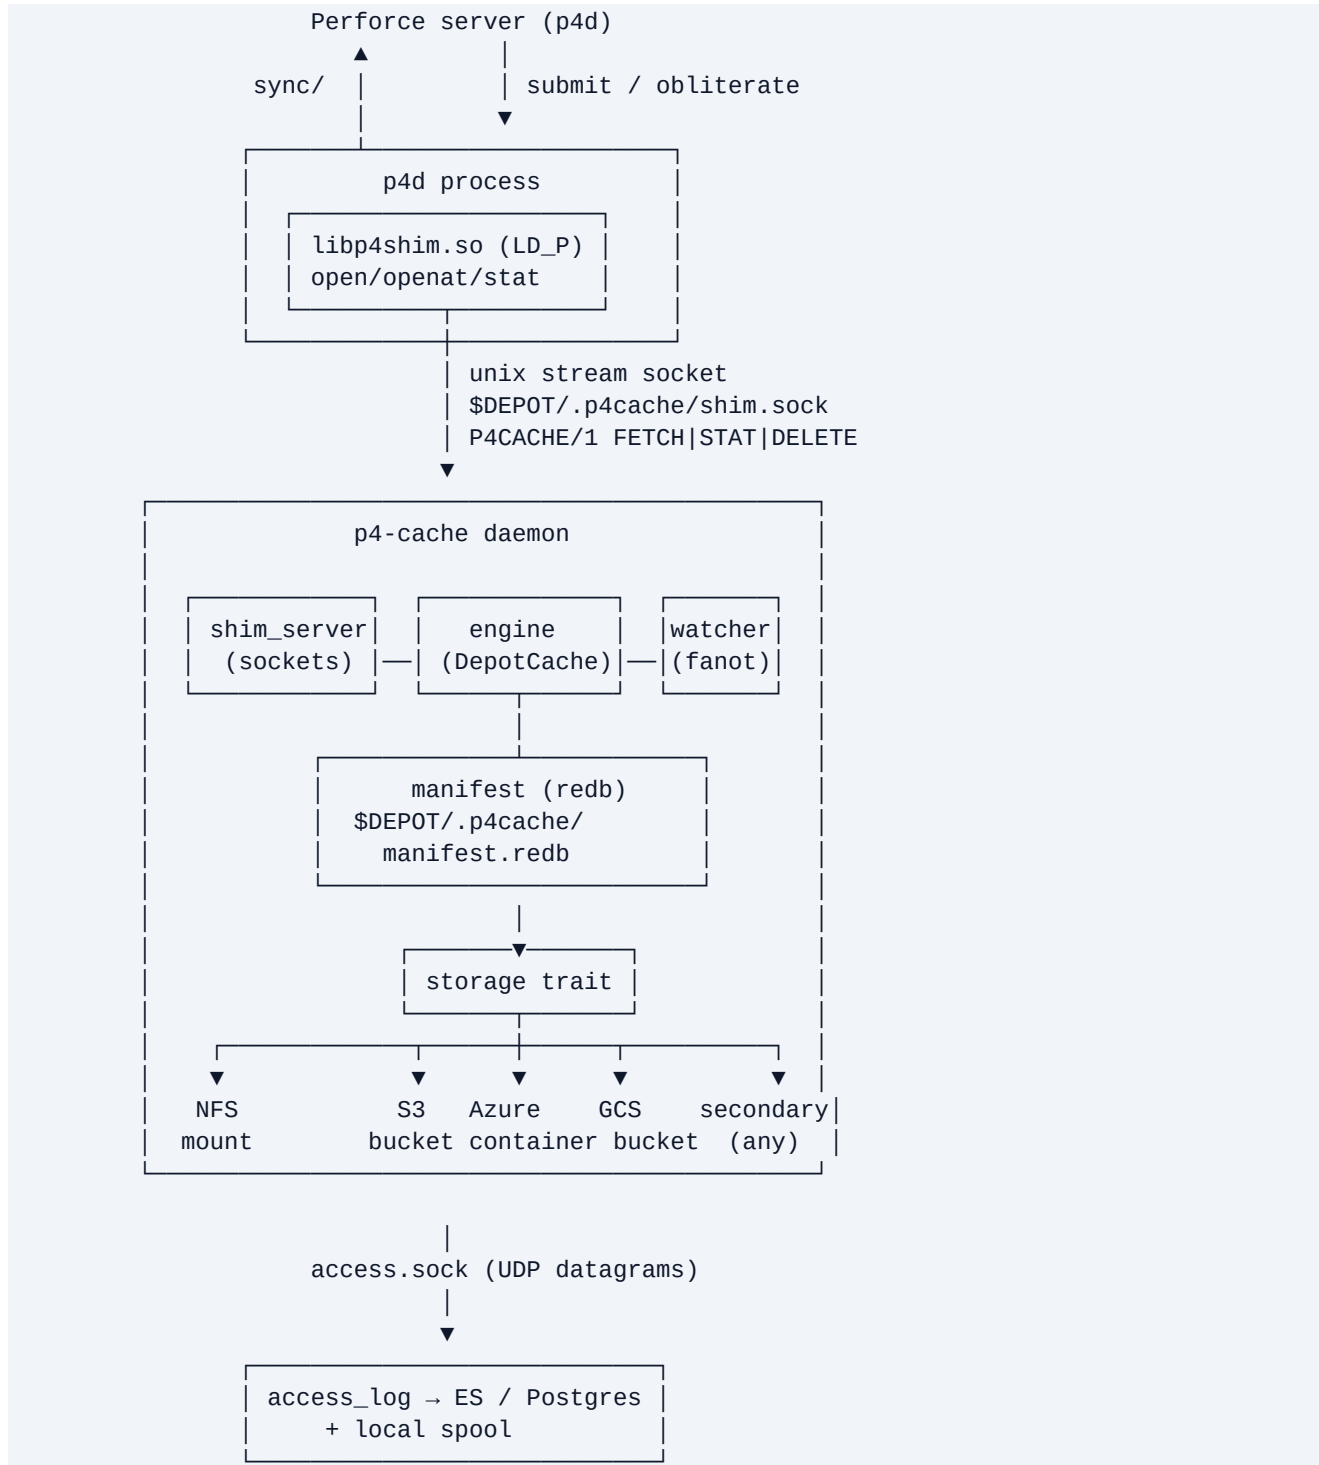 Perforce server (p4d)
sync/
submit / obliterate
p4d process
libp4shim.so (LD_P)
open/openat/stat
unix stream socket
$DEPOT/.p4cache/shim.sock
P4CACHE/1 FETCH|STAT|DELETE
p4-cache daemon
shim_server engine watcher
(sockets) (DepotCache) (fanot)
manifest (redb)
$DEPOT/.p4cache/
manifest.redb
storage trait
NFS S3 Azure GCS secondary
mount bucket container bucket (any)
access.sock (UDP datagrams)
access_log → ES / Postgres
+ local spool